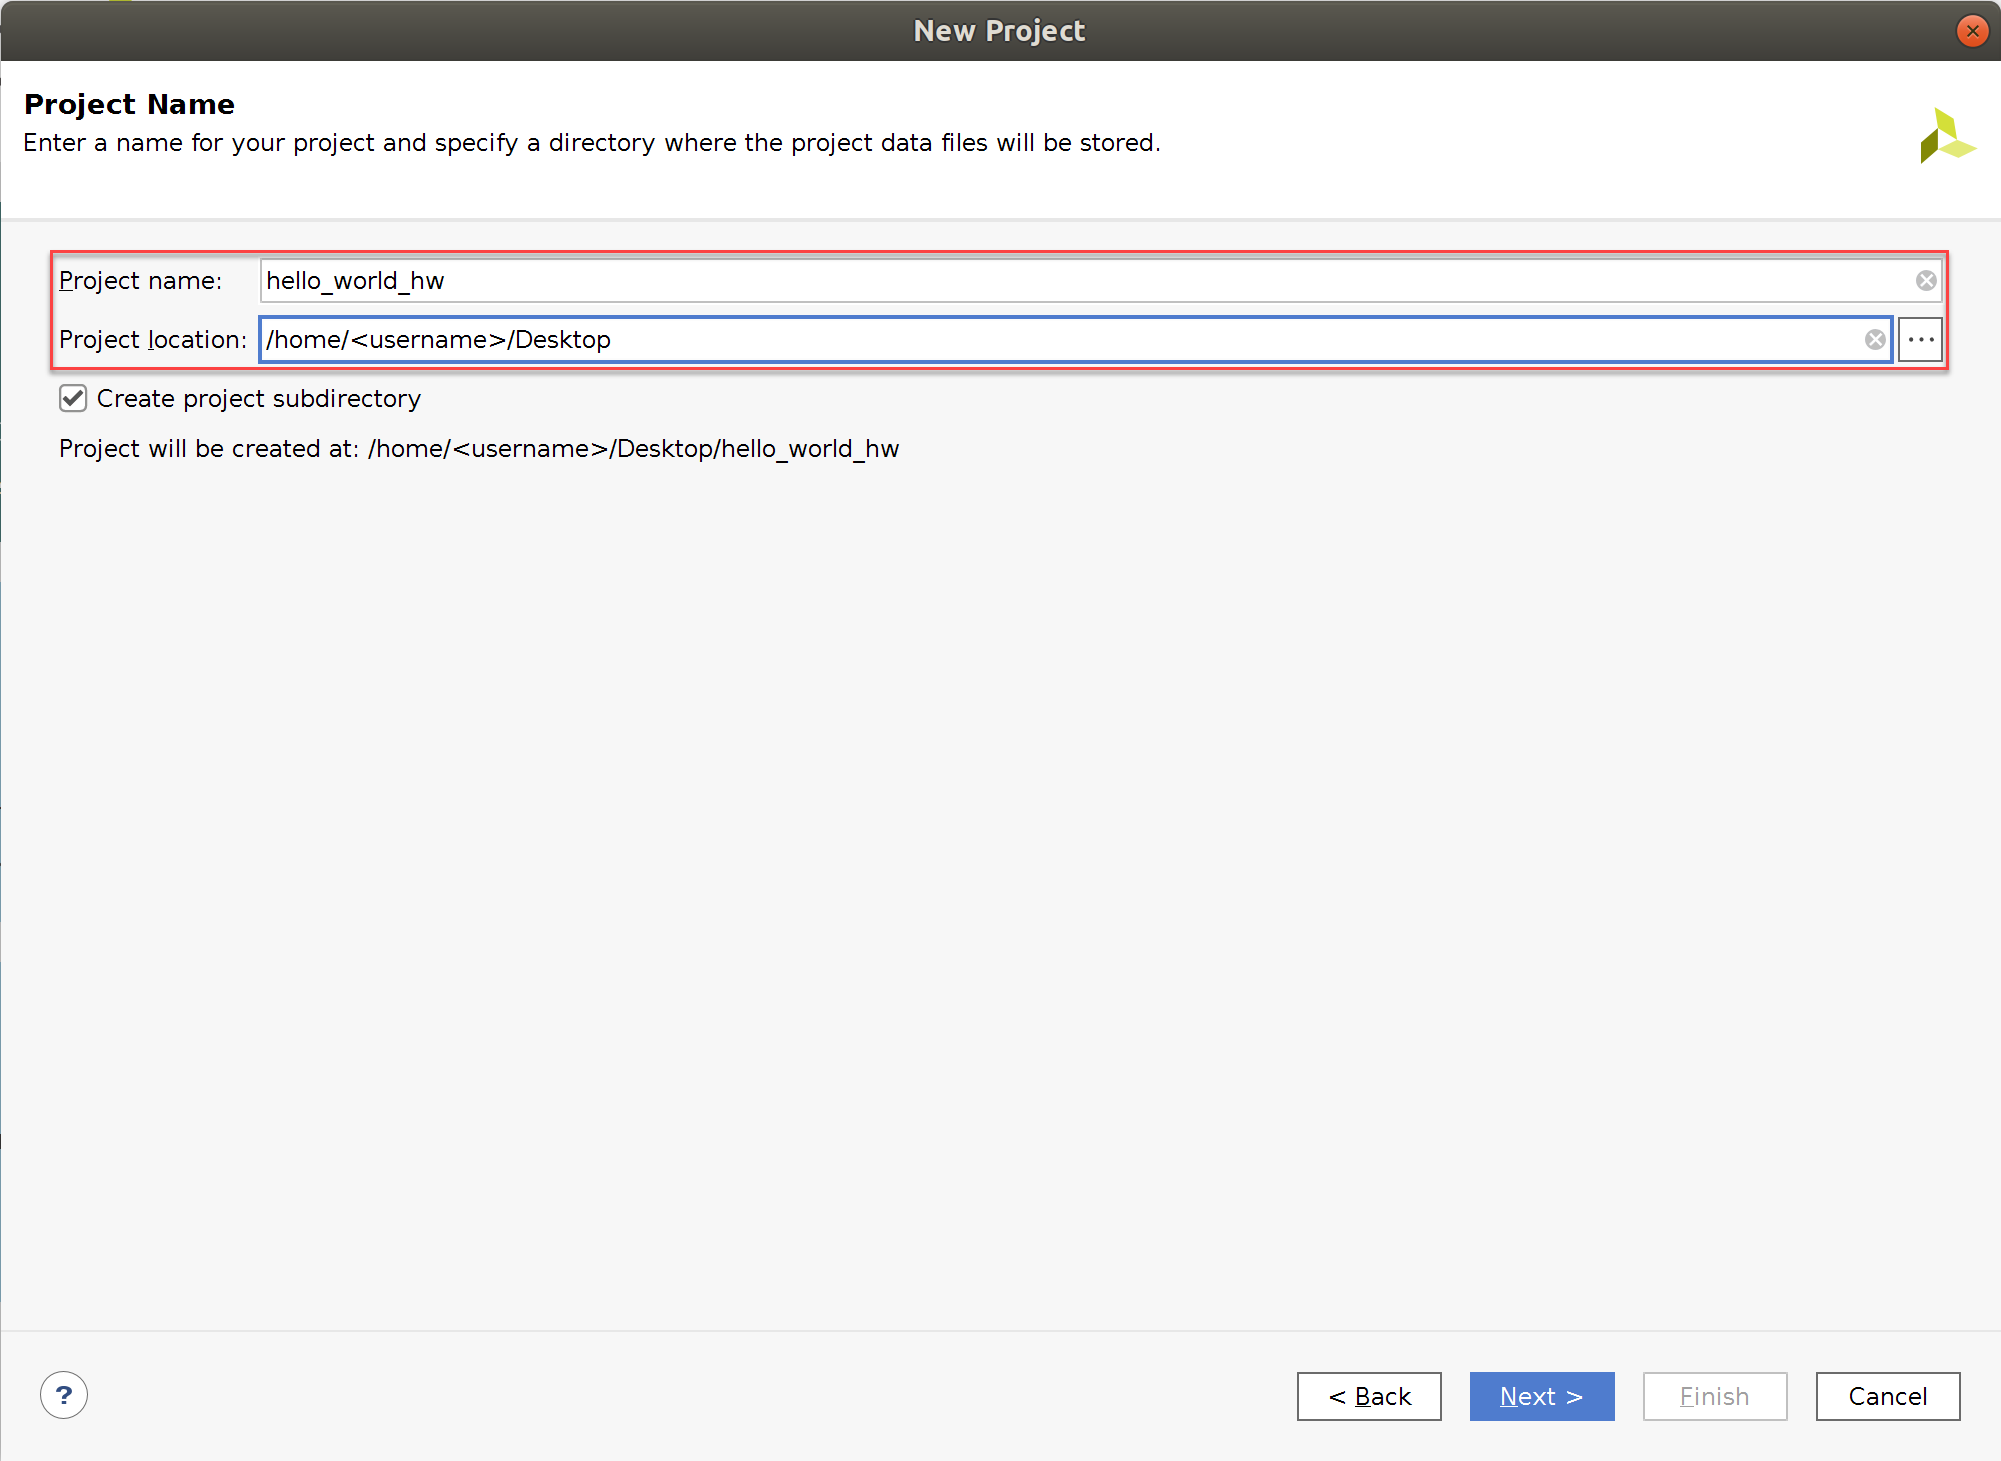 New Project
Project Name
Enter a name for your project and specify a directory where the project data files will be stored.
Project name: hello_world_hw
Project location: /home/<username>/Desktop ...
Create project subdirectory
Project will be created at: /home/<username>/Desktop/hello_world_hw
? < Back Next > Finish Cancel